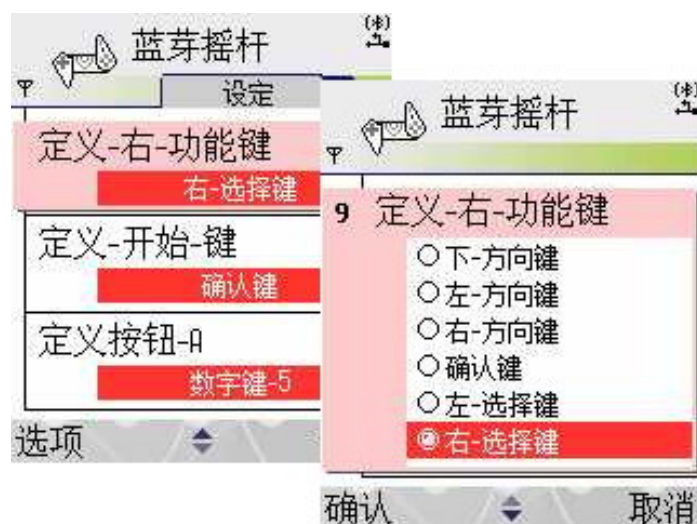 蓝芽摇杆
设定
定义-右-功能键
右-选择键
定义-开始-键
确认键
定义按钮-A
数字键-5
选项
蓝芽摇杆
9 定义-右-功能键
下-方向键
左-方向键
右-方向键
确认键
左-选择键
右-选择键
确认 取消